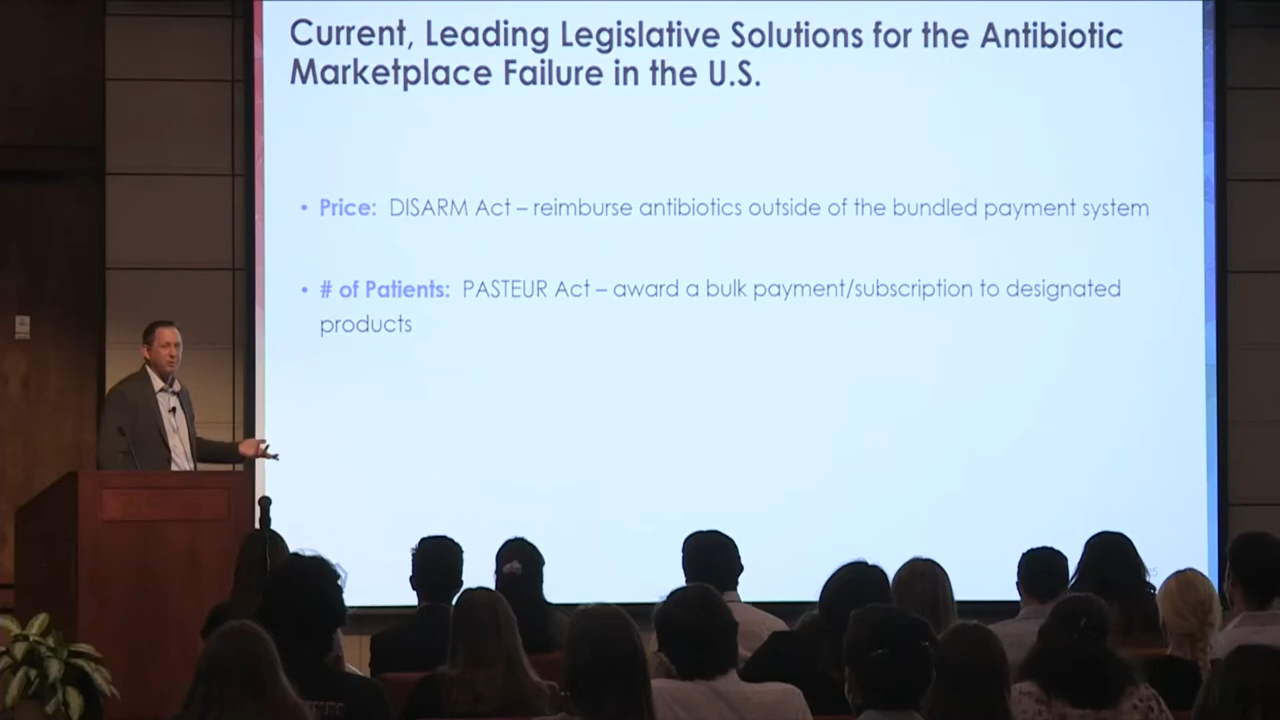 Current, Leading Legislative Solutions for the Antibiotic
Marketplace Failure in the U.S.
• Price: DISARM Act – reimburse antibiotics outside of the bundled payment system
• # of Patients: PASTEUR Act – award a bulk payment/subscription to designated
products